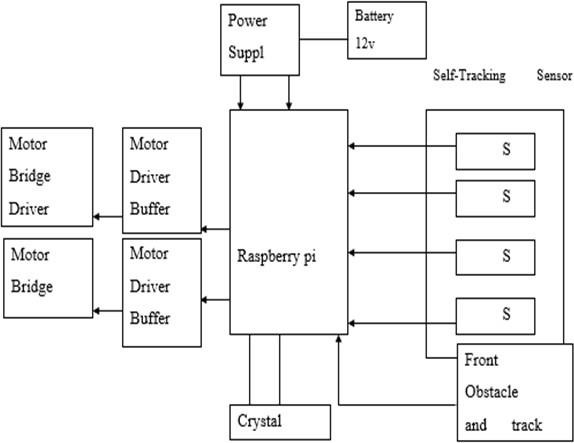 Power
Suppl
Battery
12v
Self-Tracking Sensor
Motor
Bridge
Driver
Motor
Driver
Buffer
S
S
Motor
Bridge
Motor
Driver
Buffer
Raspberry pi
S
S
Front
Obstacle
and track
Crystal